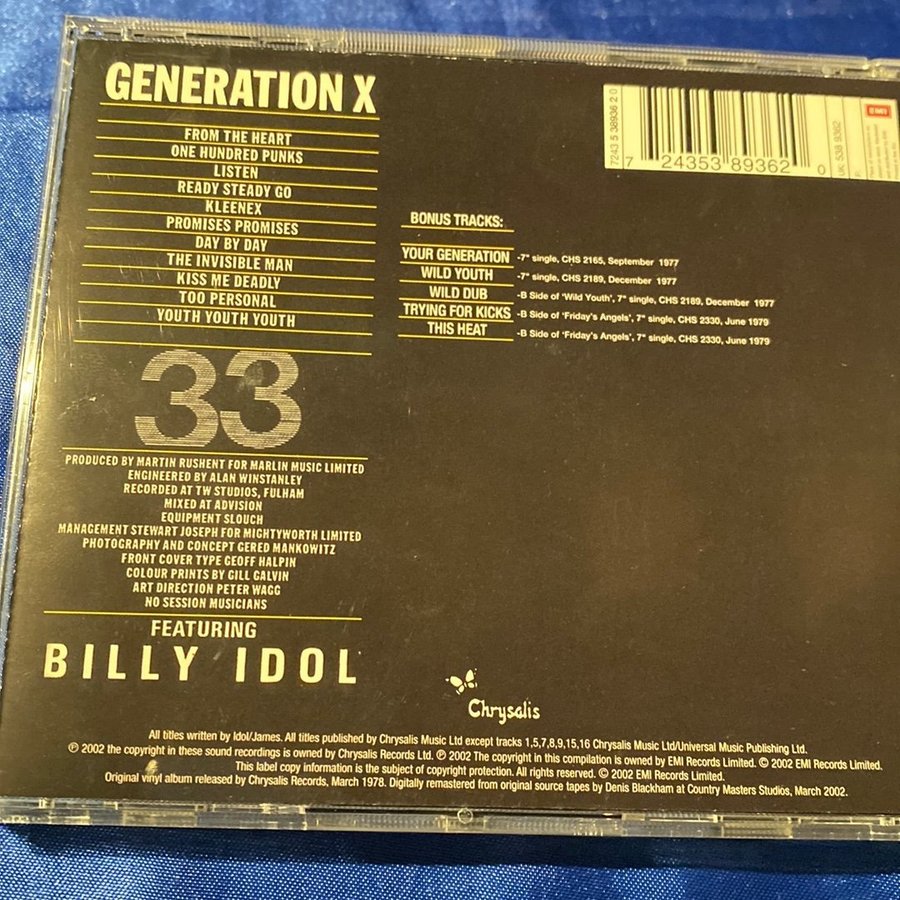 GENERATION X
FROM THE HEART
ONE HUNDRED PUNKS
LISTEN
READY STEADY GO
KLEENEX
PROMISES PROMISES
DAY BY DAY
THE INVISIBLE MAN
KISS ME DEADLY
TOO PERSONAL
YOUTH YOUTH YOUTH
33
PRODUCED BY MARTIN RUSHENT FOR MARLIN MUSIC LIMITED
ENGINEERED BY ALAN WINSTANLEY
RECORDED AT TW STUDIOS, FULHAM
MIXED AT ADVISION
EQUIPMENT SLOUCH
MANAGEMENT STEWART JOSEPH FOR MIGHTYWORTH LIMITED
PHOTOGRAPHY AND CONCEPT GERED MANKOWITZ
FRONT COVER TYPE GEOFF HALPIN
COLOUR PRINTS BY GILL GALVIN
ART DIRECTION PETER WAGG
NO SESSION MUSICIANS
FEATURING
BILLY IDOL
7243 5 38936 2 0
7 24353 89362 0
UK: 538 9362
EMI
BONUS TRACKS:
YOUR GENERATION -7" single, CHS 2165, September 1977
WILD YOUTH -7" single, CHS 2189, December 1977
WILD DUB -B Side of 'Wild Youth', 7" single, CHS 2189, December 1977
TRYING FOR KICKS -B Side of 'Friday's Angels', 7" single, CHS 2330, June 1979
THIS HEAT -B Side of 'Friday's Angels', 7" single, CHS 2330, June 1979
Chrysalis
All titles written by Idol/James. All titles published by Chrysalis Music Ltd except tracks 1,5,7,8,9,15,16 Chrysalis Music Ltd/Universal Music Publishing Ltd.
℗ 2002 the copyright in these sound recordings is owned by Chrysalis Records Ltd. ℗ 2002 The copyright in this compilation is owned by EMI Records Limited. © 2002 EMI Records Limited.
This label copy information is the subject of copyright protection. All rights reserved. © 2002 EMI Records Limited.
Original vinyl album released by Chrysalis Records, March 1978. Digitally remastered from original source tapes by Denis Blackham at Country Masters Studios, March 2002.